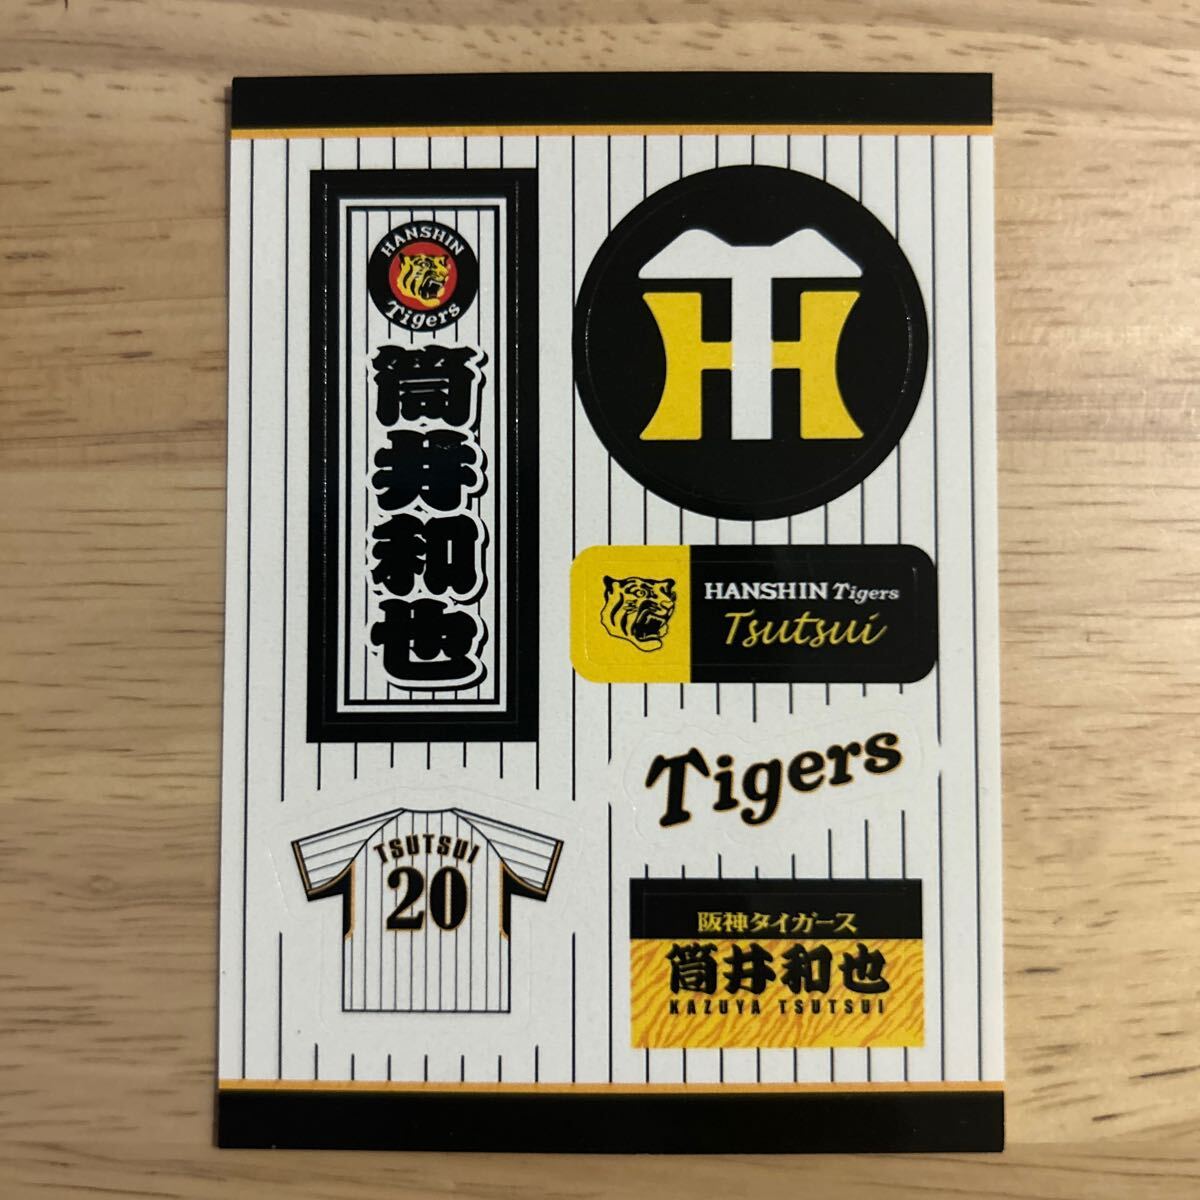 HANSHIN
Tigers
筒井和也
HT
HANSHIN Tigers
Tsutsui
Tigers
TSUTSUI
20
阪神タイガース
筒井和也
KAZUYA TSUTSUI